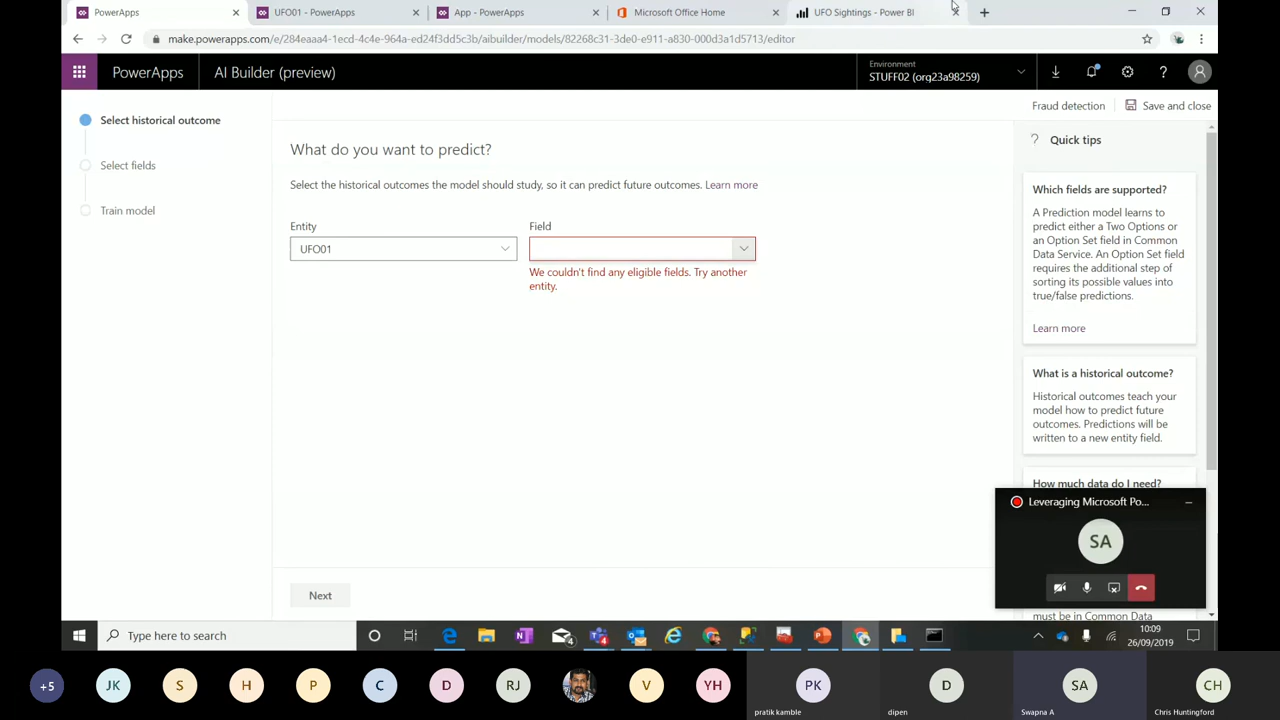 PowerApps
UFO01 - PowerApps
App - PowerApps
Microsoft Office Home
UFO Sightings - Power BI
make.powerapps.com/e/284eaaa4-1ecd-4c4e-964a-ed24f3dd5c3b/aibuilder/models/82268c31-3de0-e911-a830-000d3a1d5713/editor
PowerApps
AI Builder (preview)
Environment
STUFF02 (org23a98259)
Select historical outcome
Select fields
Train model
Fraud detection
Save and close
What do you want to predict?
Select the historical outcomes the model should study, so it can predict future outcomes. Learn more
Entity
Field
UFO01
We couldn't find any eligible fields. Try another
entity.
Next
Quick tips
Which fields are supported?
A Prediction model learns to
predict either a Two Options or
an Option Set field in Common
Data Service. An Option Set field
requires the additional step of
sorting its possible values into
true/false predictions.
Learn more
What is a historical outcome?
Historical outcomes teach your
model how to predict future
outcomes. Predictions will be
written to a new entity field.
How much data do I need?
Leveraging Microsoft Po...
SA
must be in Common Data
Type here to search
10:09
26/09/2019
+5
JK
S
H
P
C
D
RJ
V
YH
PK
pratik kamble
D
dipen
SA
Swapna A
CH
Chris Huntingford